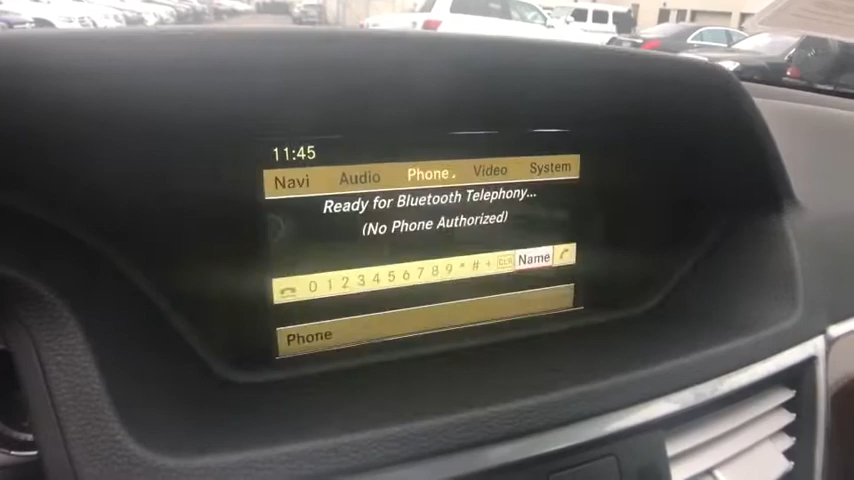 11:45
Navi Audio Phone. Video System
Ready for Bluetooth Telephony...
(No Phone Authorized)
0 1 2 3 4 5 6 7 8 9 * # + CLR Name
Phone